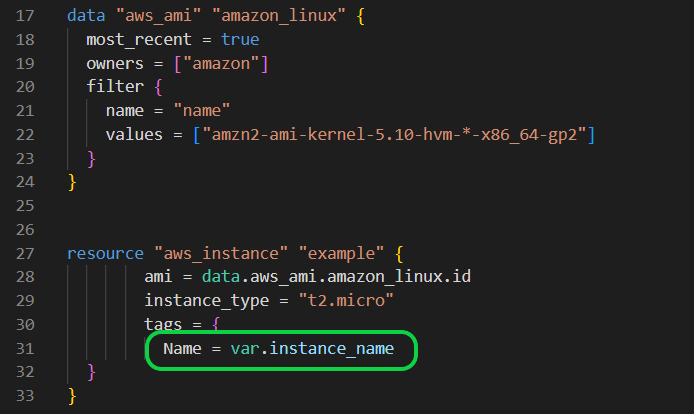 17 data "aws_ami" "amazon_linux" {
18 most_recent = true
19 owners = ["amazon"]
20 filter {
21 name = "name"
22 values = ["amzn2-ami-kernel-5.10-hvm-*-x86_64-gp2"]
23 }
24 }
25
26
27 resource "aws_instance" "example" {
28 ami = data.aws_ami.amazon_linux.id
29 instance_type = "t2.micro"
30 tags = {
31 Name = var.instance_name
32 }
33 }